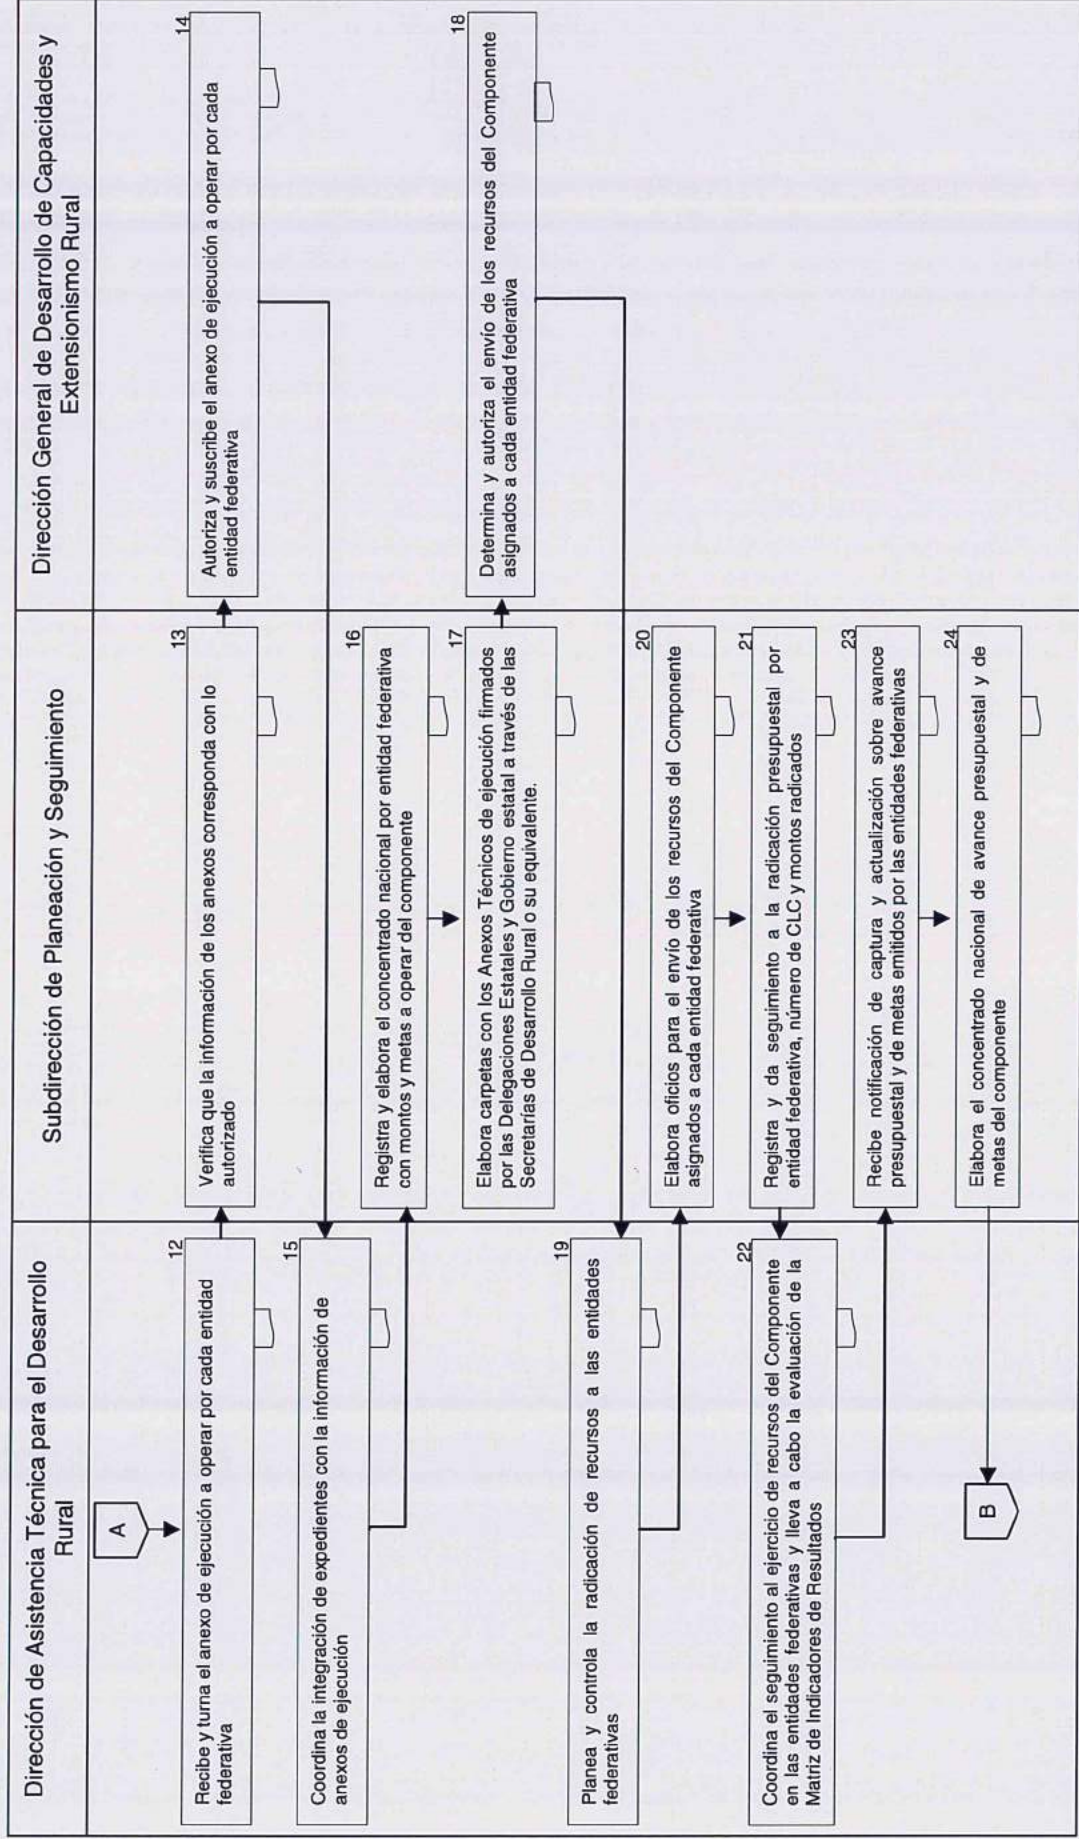 Dirección de Asistencia Técnica para el Desarrollo
Rural
Subdirección de Planeación y Seguimiento
Dirección General de Desarrollo de Capacidades y
Extensionismo Rural
A
12
Recibe y turna el anexo de ejecución a operar por cada entidad
federativa
13
Verifica que la información de los anexos corresponda con lo
autorizado
14
Autoriza y suscribe el anexo de ejecución a operar por cada
entidad federativa
15
Coordina la integración de expedientes con la información de
anexos de ejecución
16
Registra y elabora el concentrado nacional por entidad federativa
con montos y metas a operar del componente
17
Elabora carpetas con los Anexos Técnicos de ejecución firmados
por las Delegaciones Estatales y Gobierno estatal a través de las
Secretarías de Desarrollo Rural o su equivalente.
18
Determina y autoriza el envío de los recursos del Componente
asignados a cada entidad federativa
19
Planea y controla la radicación de recursos a las entidades
federativas
20
Elabora oficios para el envío de los recursos del Componente
asignados a cada entidad federativa
21
Registra y da seguimiento a la radicación presupuestal por
entidad federativa, número de CLC y montos radicados
22
Coordina el seguimiento al ejercicio de recursos del Componente
en las entidades federativas y lleva a cabo la evaluación de la
Matriz de Indicadores de Resultados
23
Recibe notificación de captura y actualización sobre avance
presupuestal y de metas emitidos por las entidades federativas
24
Elabora el concentrado nacional de avance presupuestal y de
metas del componente
B